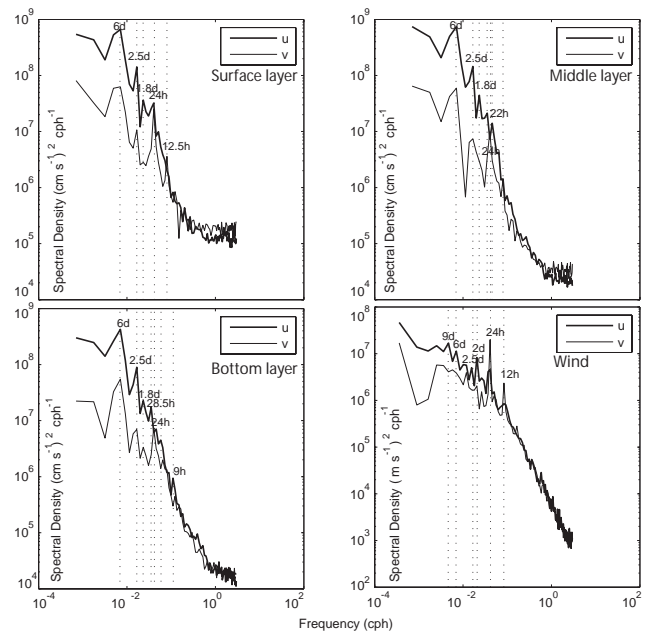 10^9
10^8
10^7
10^6
10^5
10^4
Spectral Density (cm s^-1)^2 cph^-1
6d
2.5d
1.8d
24h
12.5h
u
v
Surface layer
10^9
10^8
10^7
10^6
10^5
10^4
Spectral Density (cm s^-1)^2 cph^-1
6d
2.5d
1.8d
22h
24h
u
v
Middle layer
10^9
10^8
10^7
10^6
10^5
10^4
Spectral Density (cm s^-1)^2 cph^-1
6d
2.5d
1.8d
28.5h
24h
9h
u
v
Bottom layer
10^-4
10^-2
10^0
10^2
10^8
10^7
10^6
10^5
10^4
10^3
10^2
Spectral Density (m s^-1)^2 cph^-1
9d
6d
2.5d
2d
24h
12h
u
v
Wind
10^-4
10^-2
10^0
10^2
Frequency (cph)